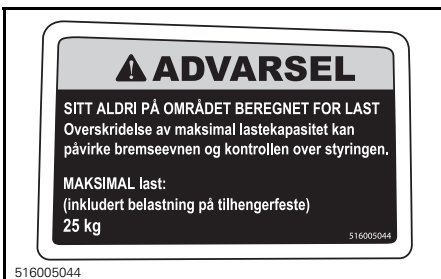 ADVARSEL
SITT ALDRI PÅ OMRÅDET BEREGNET FOR LAST
Overskridelse av maksimal lastekapasitet kan
påvirke bremseevnen og kontrollen over styringen.
MAKSIMAL last:
(inkludert belastning på tilhengerfeste)
25 kg
516005044
516005044